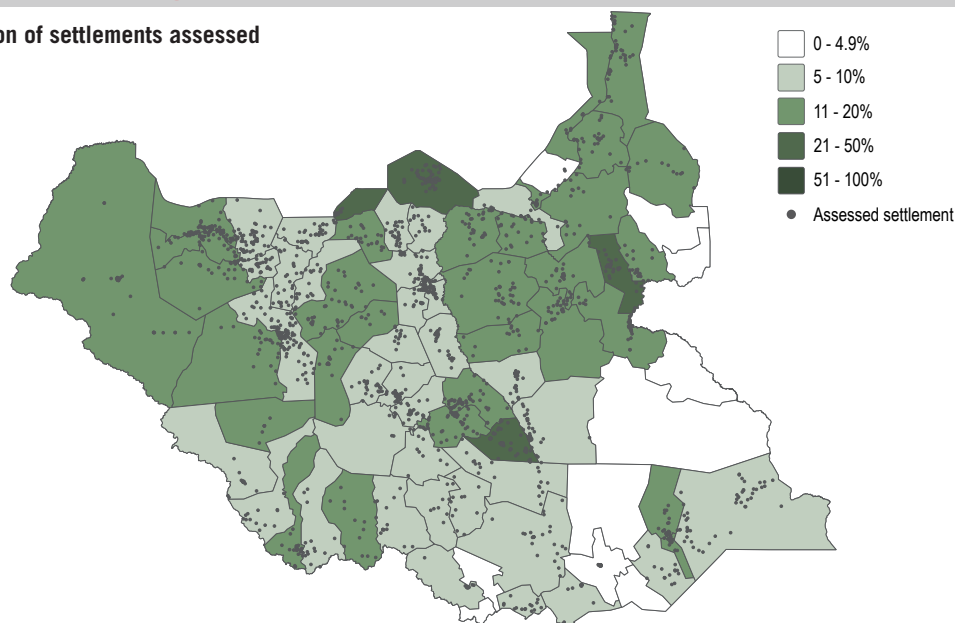 on of settlements assessed
0 - 4.9%
5 - 10%
11 - 20%
21 - 50%
51 - 100%
Assessed settlement